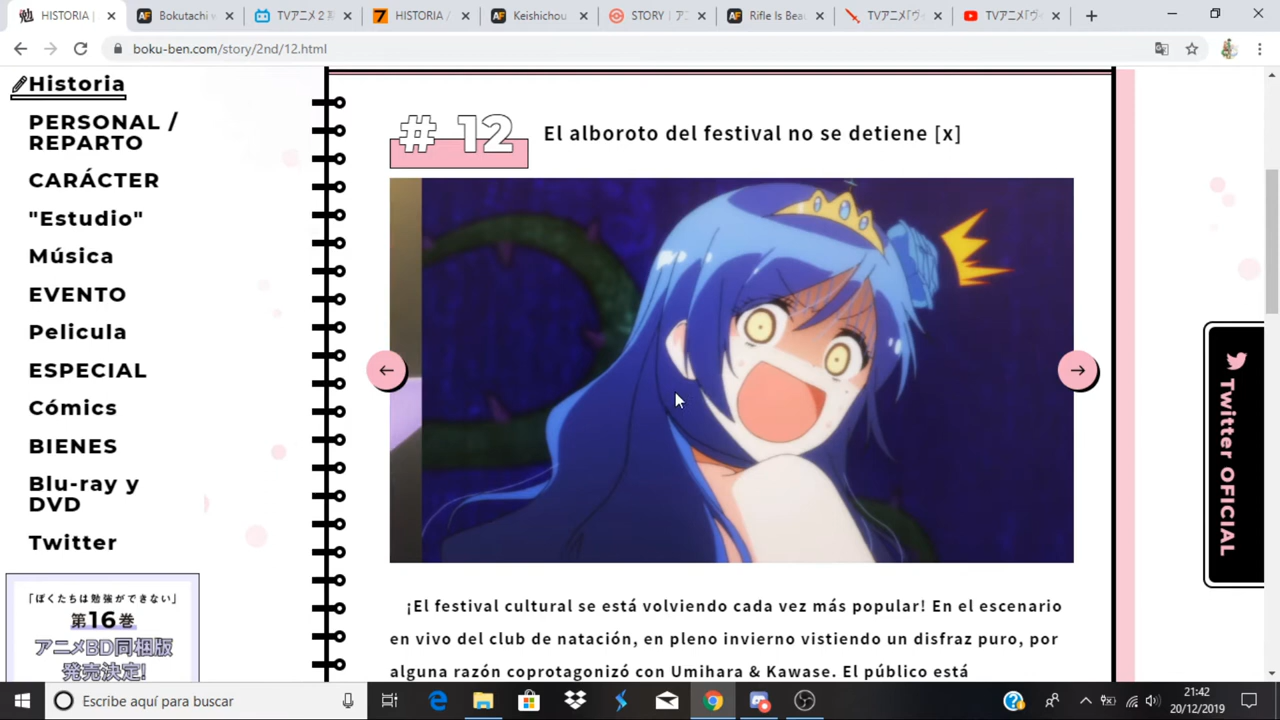 HISTORIA |
Bokutachi w
TVアニメ２基
HISTORIA /
Keishichou
STORY｜ア
Rifle Is Beau
TVアニメ「ヴ
TVアニメ「ヴ
boku-ben.com/story/2nd/12.html
Historia
PERSONAL /
REPARTO
CARÁCTER
"Estudio"
Música
EVENTO
Pelicula
ESPECIAL
Cómics
BIENES
Blu-ray y
DVD
Twitter
「ぼくたちは勉強ができない」
第16巻
アニメBD同梱版
発売決定!
# 12
El alboroto del festival no se detiene [x]
¡El festival cultural se está volviendo cada vez más popular! En el escenario
en vivo del club de natación, en pleno invierno vistiendo un disfraz puro, por
alguna razón coprotagonizó con Umihara & Kawase. El público está
Twitter OFICIAL
Escribe aquí para buscar
21:42
20/12/2019